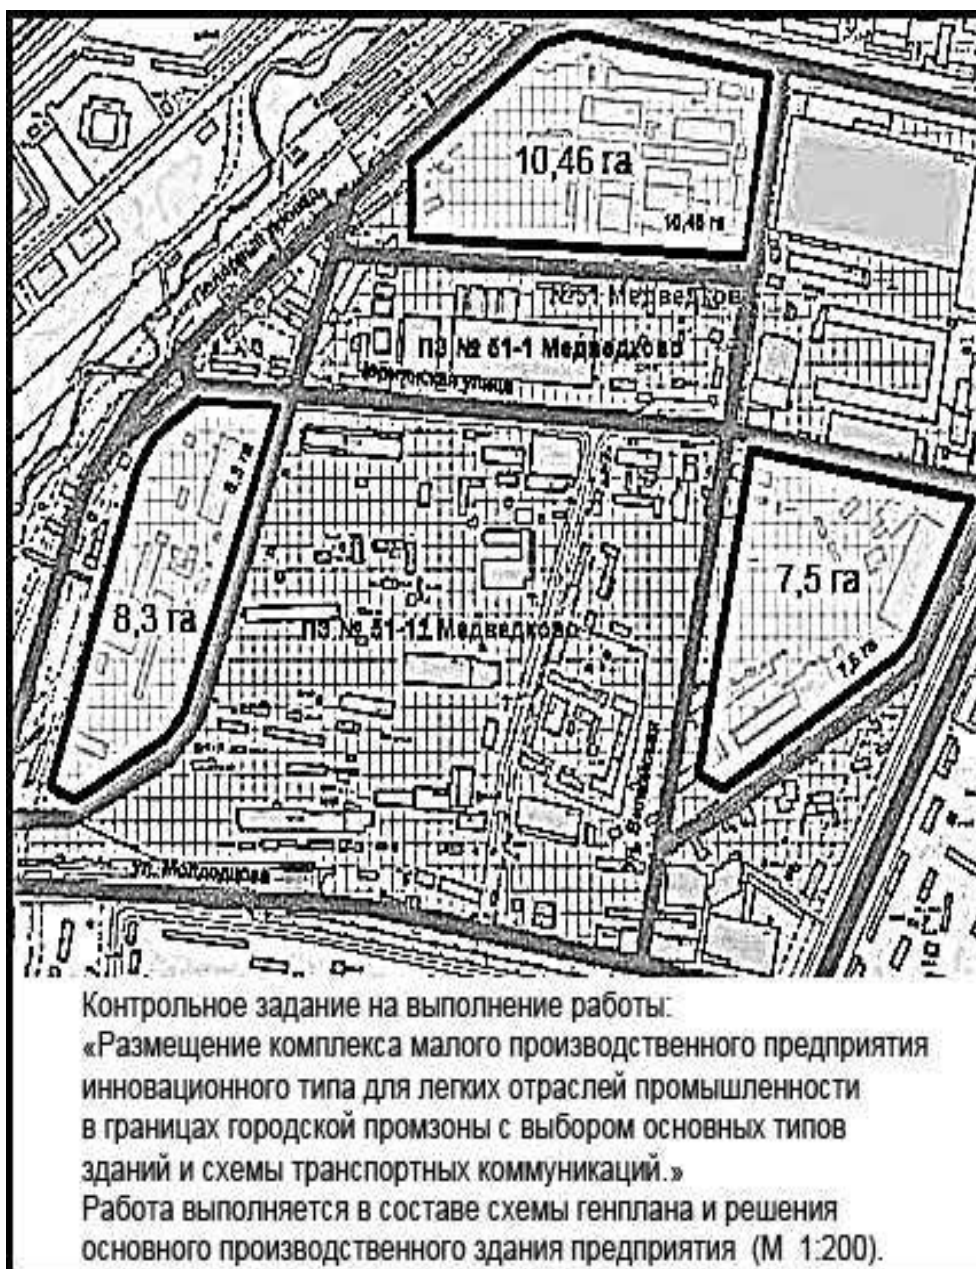 10,46 га
10,46 га
№51 Медведков
ПЗ № 51-1 Медведково
улица
8,3 га
7,5 га
7,5 га
ПЗ № 51-11 Медведково
ул. Молодцова
Контрольное задание на выполнение работы:
«Размещение комплекса малого производственного предприятия
инновационного типа для легких отраслей промышленности
в границах городской промзоны с выбором основных типов
зданий и схемы транспортных коммуникаций.»
Работа выполняется в составе схемы генплана и решения
основного производственного здания предприятия (М 1:200).